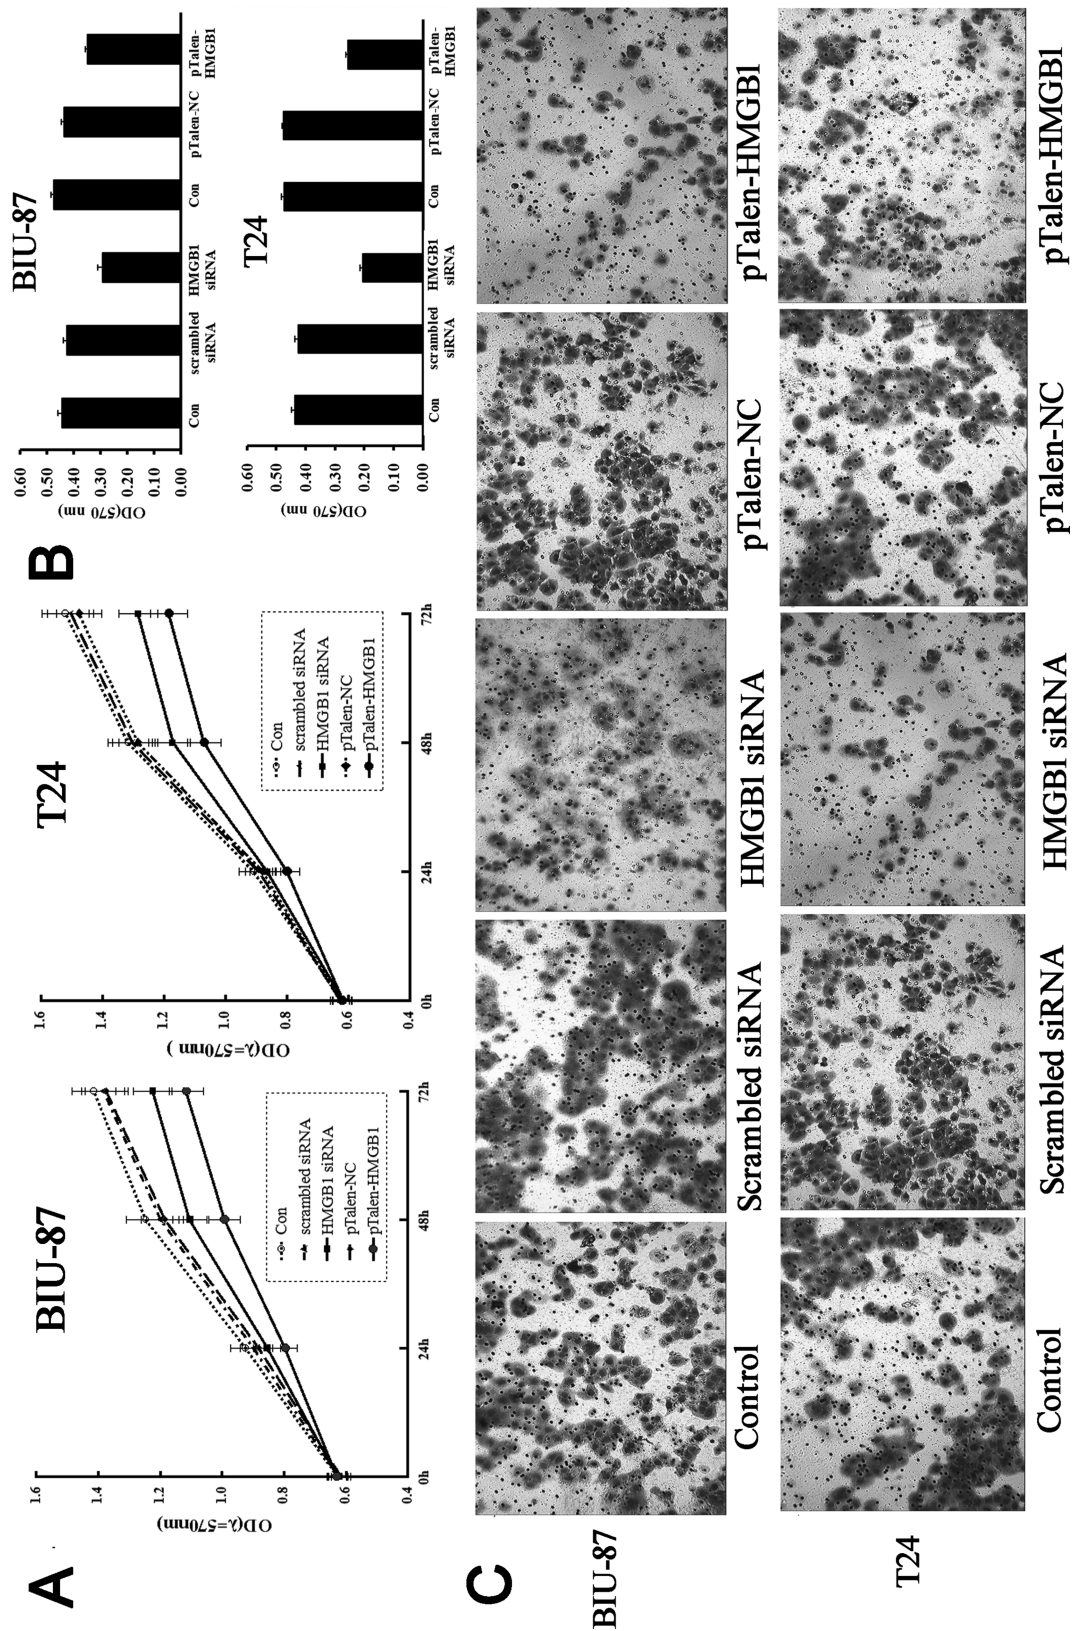 A
BIU-87
OD(λ=570nm)
1.6
1.4
1.2
1.0
0.8
0.6
0.4
0h
24h
48h
72h
Con
scrambled siRNA
HMGB1 siRNA
pTalen-NC
pTalen-HMGB1
T24
OD(λ=570nm )
1.6
1.4
1.2
1.0
0.8
0.6
0.4
0h
24h
48h
72h
Con
scrambled siRNA
HMGB1 siRNA
pTalen-NC
pTalen-HMGB1
B
BIU-87
OD(570 nm)
0.60
0.50
0.40
0.30
0.20
0.10
0.00
Con
scrambled
siRNA
HMGB1
siRNA
Con
pTalen-NC
pTalen-
HMGB1
T24
OD(570 nm)
0.60
0.50
0.40
0.30
0.20
0.10
0.00
Con
scrambled
siRNA
HMGB1
siRNA
Con
pTalen-NC
pTalen-
HMGB1
C
BIU-87
Control
Scrambled siRNA
HMGB1 siRNA
pTalen-NC
pTalen-HMGB1
T24
Control
Scrambled siRNA
HMGB1 siRNA
pTalen-NC
pTalen-HMGB1